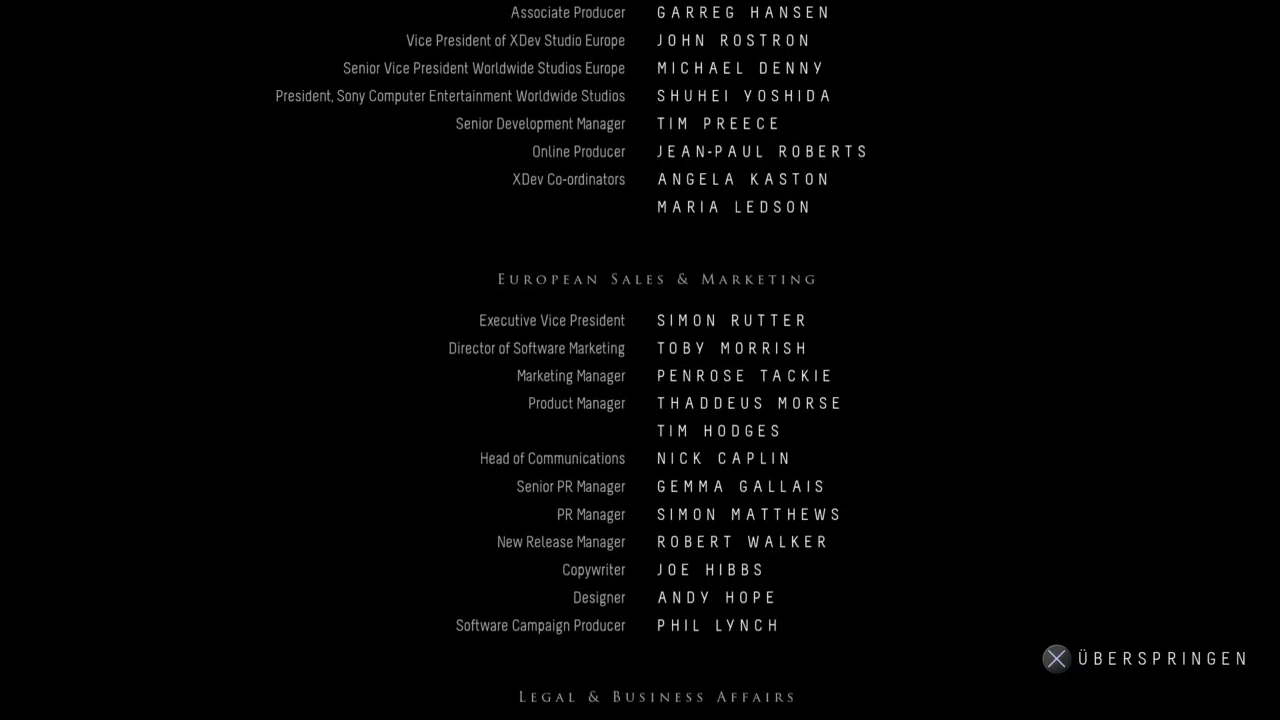 Associate Producer GARREG HANSEN
Vice President of XDev Studio Europe JOHN ROSTRON
Senior Vice President Worldwide Studios Europe MICHAEL DENNY
President, Sony Computer Entertainment Worldwide Studios SHUHEI YOSHIDA
Senior Development Manager TIM PREECE
Online Producer JEAN-PAUL ROBERTS
XDev Co-ordinators ANGELA KASTON
MARIA LEDSON
EUROPEAN SALES & MARKETING
Executive Vice President SIMON RUTTER
Director of Software Marketing TOBY MORRISH
Marketing Manager PENROSE TACKIE
Product Manager THADDEUS MORSE
TIM HODGES
Head of Communications NICK CAPLIN
Senior PR Manager GEMMA GALLAIS
PR Manager SIMON MATTHEWS
New Release Manager ROBERT WALKER
Copywriter JOE HIBBS
Designer ANDY HOPE
Software Campaign Producer PHIL LYNCH
ÜBERSPRINGEN
LEGAL & BUSINESS AFFAIRS